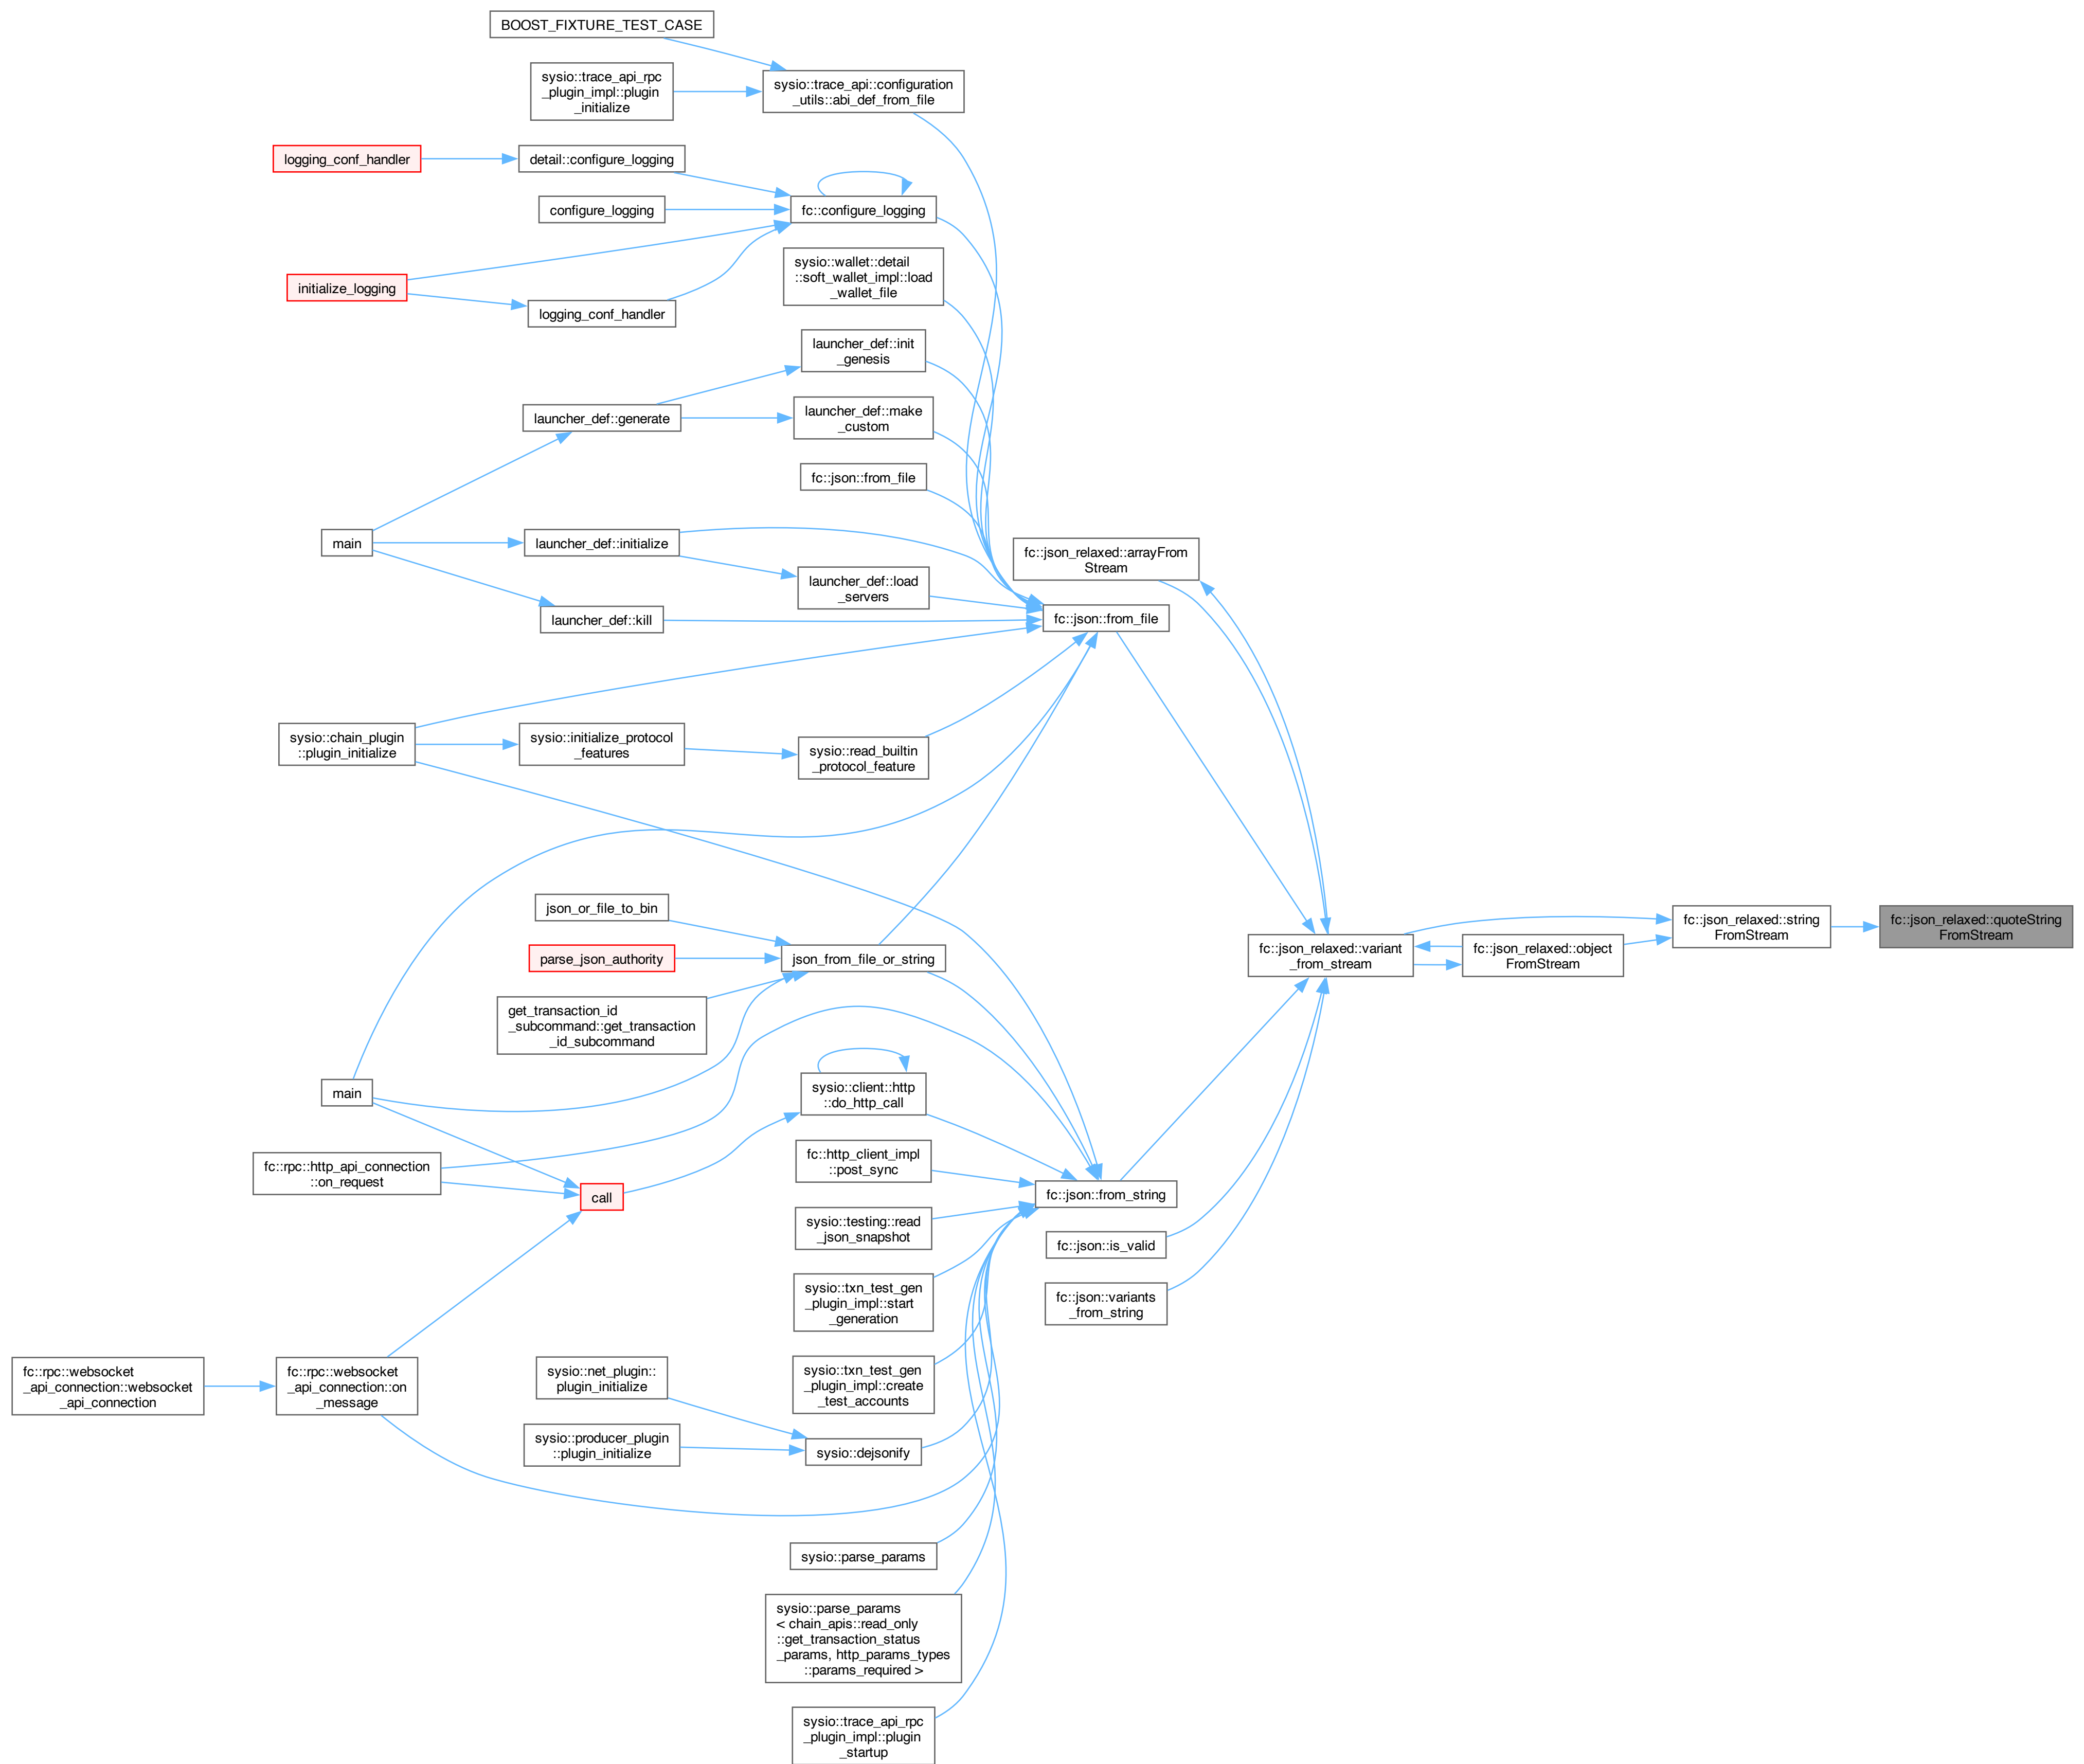 BOOST_FIXTURE_TEST_CASE
sysio::trace_api_rpc
_plugin_impl::plugin
_initialize
sysio::trace_api::configuration
_utils::abi_def_from_file
logging_conf_handler
detail::configure_logging
configure_logging
fc::configure_logging
initialize_logging
logging_conf_handler
sysio::wallet::detail
::soft_wallet_impl::load
_wallet_file
launcher_def::init
_genesis
launcher_def::generate
launcher_def::make
_custom
fc::json::from_file
main
launcher_def::initialize
launcher_def::load
_servers
launcher_def::kill
fc::json_relaxed::arrayFrom
Stream
fc::json::from_file
sysio::chain_plugin
::plugin_initialize
sysio::initialize_protocol
_features
sysio::read_builtin
_protocol_feature
json_or_file_to_bin
parse_json_authority
json_from_file_or_string
get_transaction_id
_subcommand::get_transaction
_id_subcommand
fc::json_relaxed::variant
_from_stream
fc::json_relaxed::object
FromStream
fc::json_relaxed::string
FromStream
fc::json_relaxed::quoteString
FromStream
main
sysio::client::http
::do_http_call
fc::rpc::http_api_connection
::on_request
call
fc::http_client_impl
::post_sync
fc::json::from_string
sysio::testing::read
_json_snapshot
fc::json::is_valid
sysio::txn_test_gen
_plugin_impl::start
_generation
fc::json::variants
_from_string
fc::rpc::websocket
_api_connection::websocket
_api_connection
fc::rpc::websocket
_api_connection::on
_message
sysio::net_plugin::
plugin_initialize
sysio::txn_test_gen
_plugin_impl::create
_test_accounts
sysio::producer_plugin
::plugin_initialize
sysio::dejsonify
sysio::parse_params
sysio::parse_params
< chain_apis::read_only
::get_transaction_status
_params, http_params_types
::params_required >
sysio::trace_api_rpc
_plugin_impl::plugin
_startup